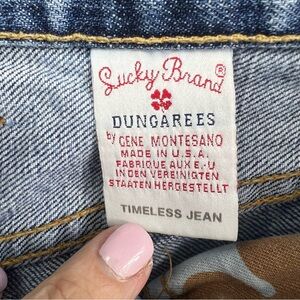 Lucky Brand®
DUNGAREES
by GENE MONTESANO
MADE IN U.S.A.
FABRIQUE AUX E.-U
IN DEN VEREINIGTEN
STAATEN HERGESTELLT
TIMELESS JEAN